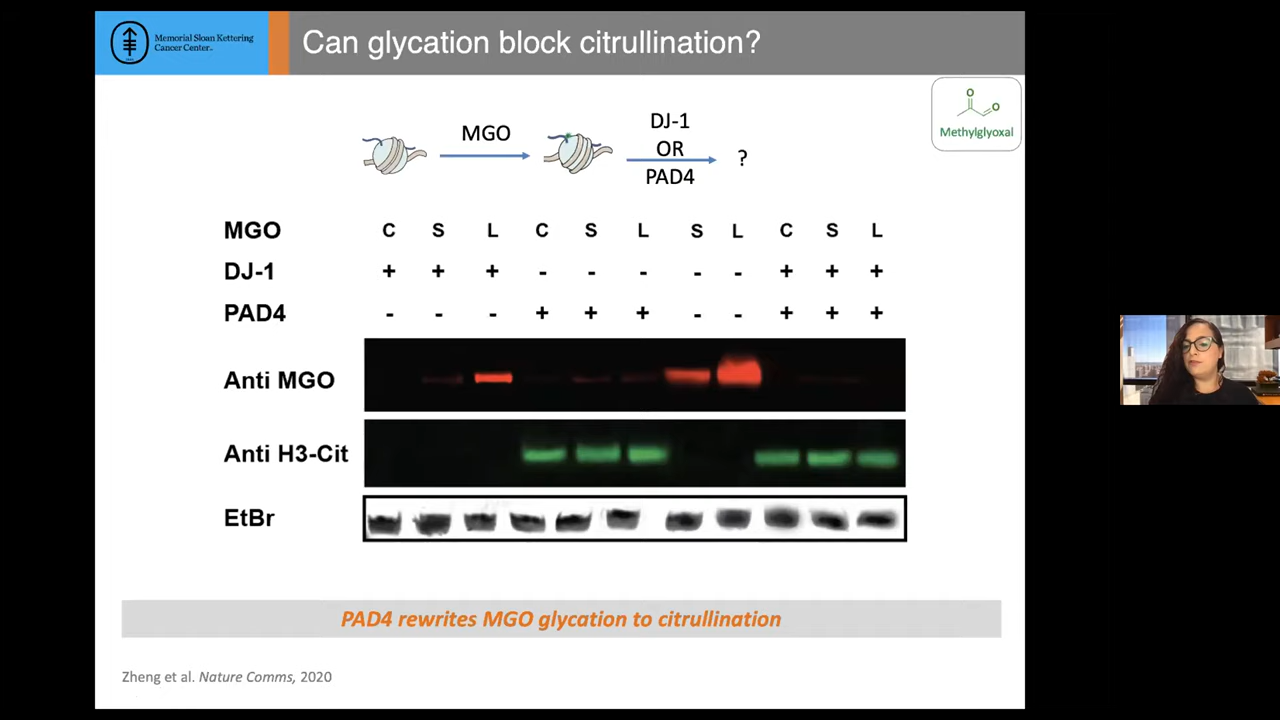 Memorial Sloan Kettering
Cancer Center
Can glycation block citrullination?
O
O
Methylglyoxal
MGO
DJ-1
OR
PAD4
?
MGO C S L C S L S L C S L
DJ-1 + + + - - - - - + + +
PAD4 - - - + + + - - + + +
Anti MGO
Anti H3-Cit
EtBr
PAD4 rewrites MGO glycation to citrullination
Zheng et al. Nature Comms, 2020